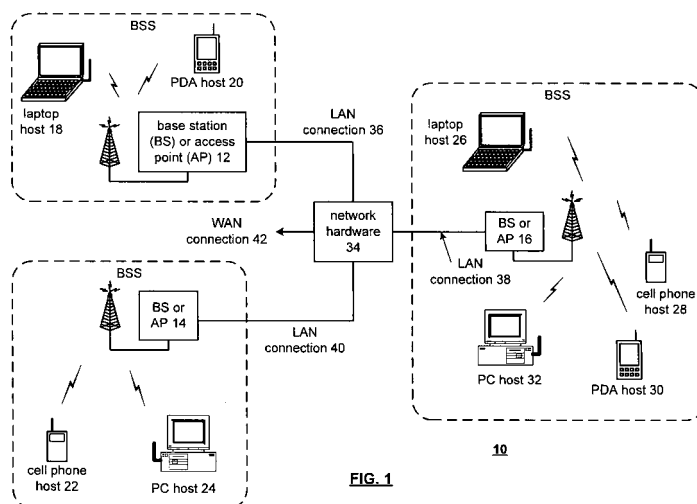 BSS
laptop
host 18
PDA host 20
base station
(BS) or access
point (AP) 12
LAN
connection 36
WAN
connection 42
network
hardware
34
BSS
BS or
AP 14
LAN
connection 40
cell phone
host 22
PC host 24
BSS
laptop
host 26
BS or
AP 16
LAN
connection 38
cell phone
host 28
PC host 32
PDA host 30
10
FIG. 1